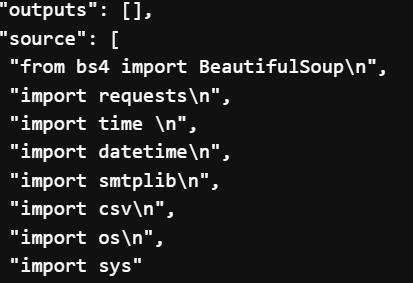 "outputs": [],
"source": [
"from bs4 import BeautifulSoup\n",
"import requests\n",
"import time \n",
"import datetime\n",
"import smtplib\n",
"import csv\n",
"import os\n",
"import sys"